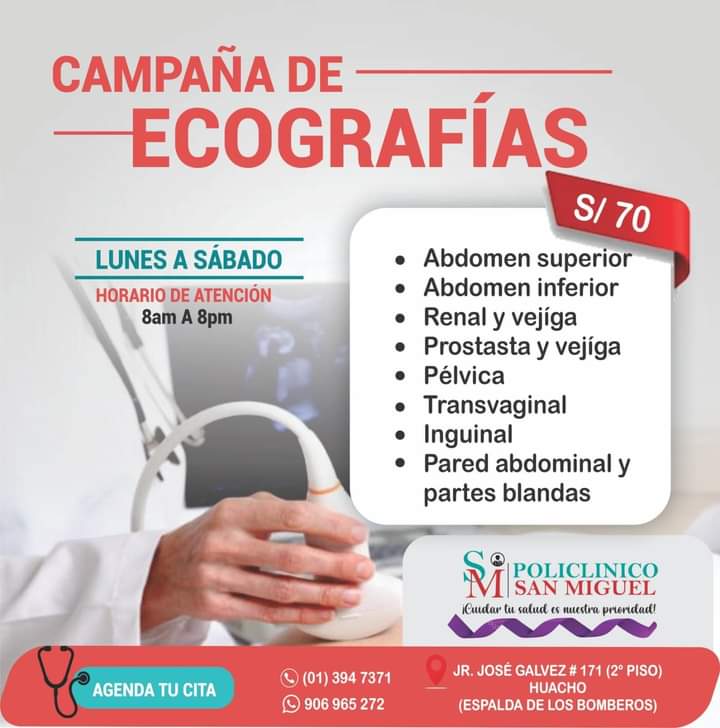 CAMPAÑA DE
ECOGRAFÍAS
S/ 70
LUNES A SÁBADO
HORARIO DE ATENCIÓN
8am A 8pm
• Abdomen superior
• Abdomen inferior
• Renal y vejíga
• Prostasta y vejíga
• Pélvica
• Transvaginal
• Inguinal
• Pared abdominal y
partes blandas
SM
POLICLINICO
SAN MIGUEL
¡Cuidar tu salud es nuestra prioridad!
AGENDA TU CITA
(01) 394 7371
906 965 272
JR. JOSÉ GALVEZ # 171 (2° PISO)
HUACHO
(ESPALDA DE LOS BOMBEROS)